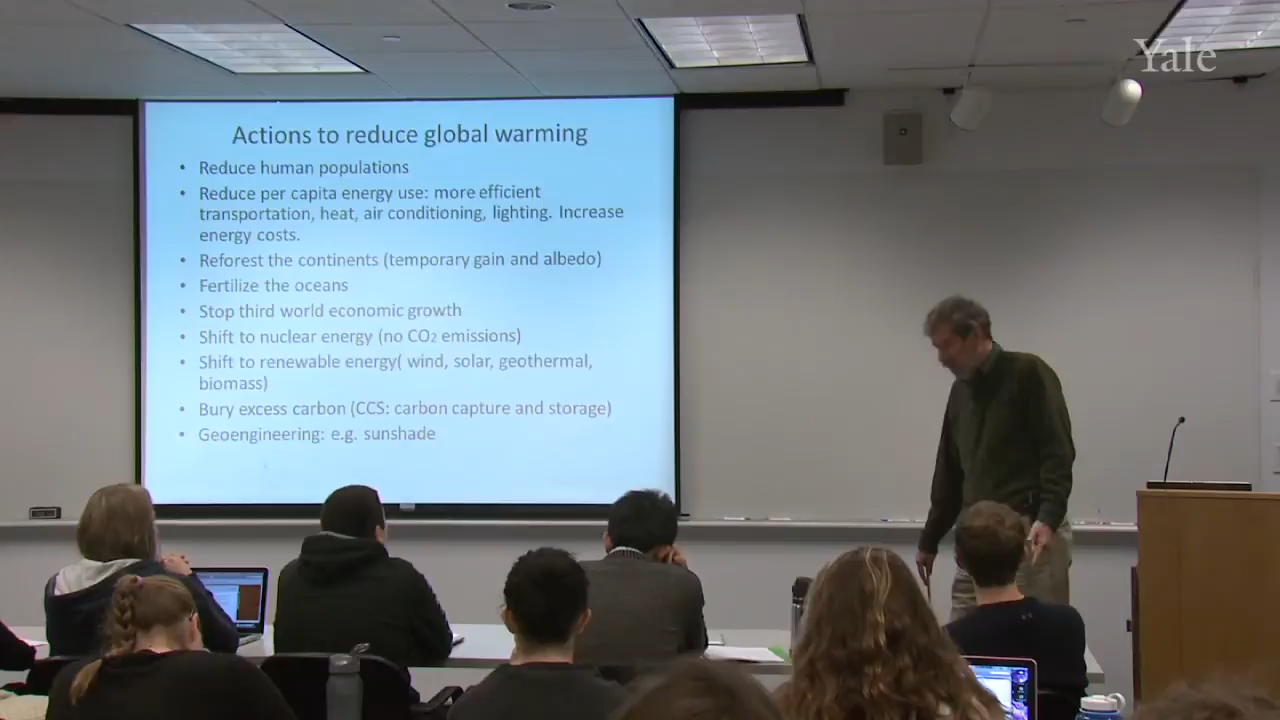 Yale
Actions to reduce global warming
• Reduce human populations
• Reduce per capita energy use: more efficient
transportation, heat, air conditioning, lighting. Increase
energy costs.
• Reforest the continents (temporary gain and albedo)
• Fertilize the oceans
• Stop third world economic growth
• Shift to nuclear energy (no CO2 emissions)
• Shift to renewable energy( wind, solar, geothermal,
biomass)
• Bury excess carbon (CCS: carbon capture and storage)
• Geoengineering: e.g. sunshade